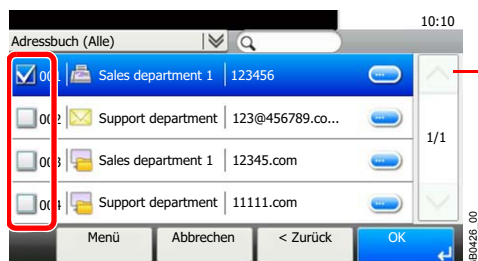 10:10
Adressbuch (Alle)
001 Sales department 1 123456
002 Support department 123@456789.co...
1/1
003 Sales department 1 12345.com
004 Support department 11111.com
Menü Abbrechen < Zurück OK
B0426_00